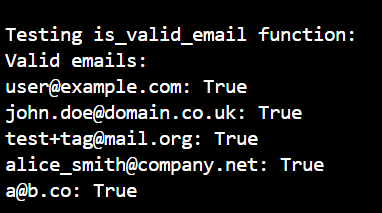 Testing is_valid_email function:
Valid emails:
user@example.com: True
john.doe@domain.co.uk: True
test+tag@mail.org: True
alice_smith@company.net: True
a@b.co: True